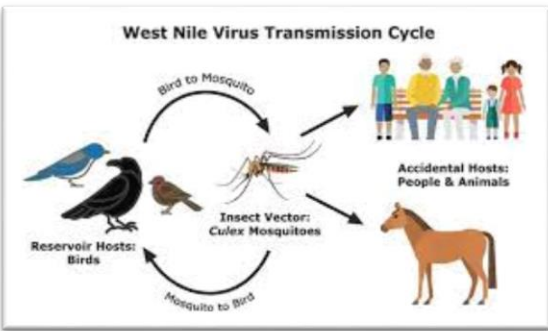 West Nile Virus Transmission Cycle
Bird to Mosquito
Insect Vector:
Culex Mosquitoes
Reservoir Hosts:
Birds
Mosquito to Bird
Accidental Hosts:
People & Animals